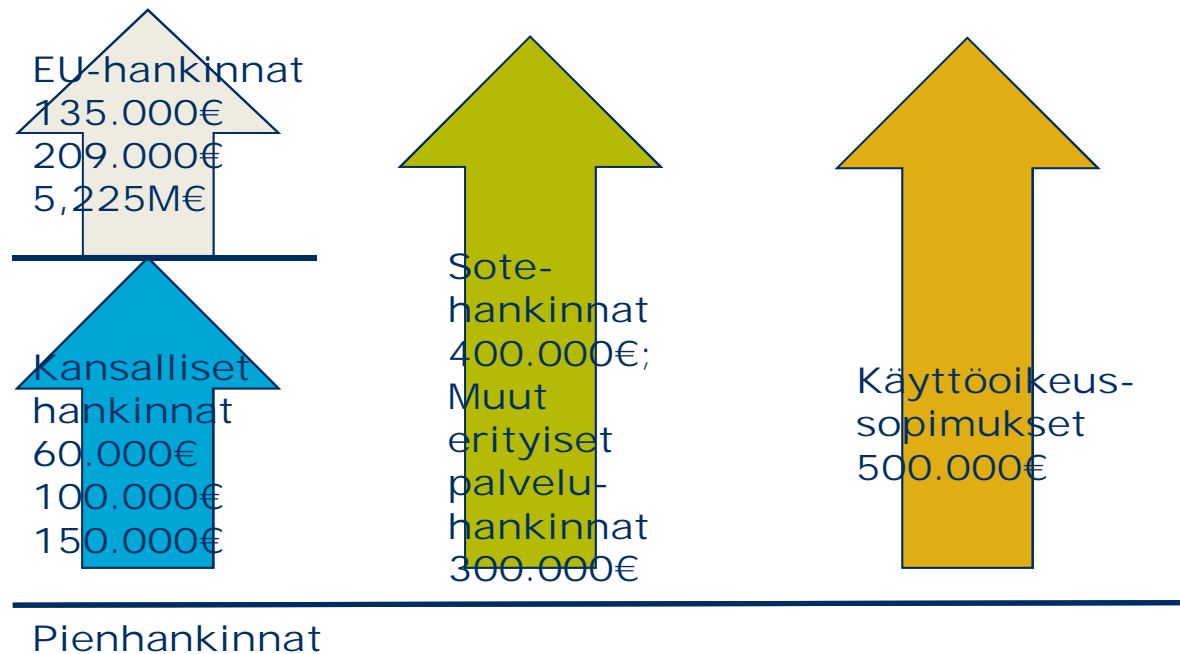 EU-hankinnat
135.000€
209.000€
5,225M€
Kansalliset
hankinnat
60.000€
100.000€
150.000€
Sote-
hankinnat
400.000€;
Muut
erityiset
palvelu-
hankinnat
300.000€
Käyttöoikeus-
sopimukset
500.000€
Pienhankinnat